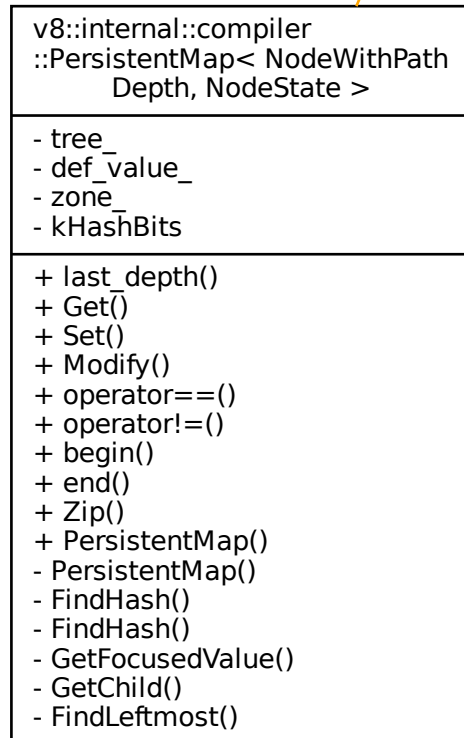 v8::internal::compiler
::PersistentMap< NodeWithPath
Depth, NodeState >
- tree_
- def_value_
- zone_
- kHashBits
+ last_depth()
+ Get()
+ Set()
+ Modify()
+ operator==()
+ operator!=()
+ begin()
+ end()
+ Zip()
+ PersistentMap()
- PersistentMap()
- FindHash()
- FindHash()
- GetFocusedValue()
- GetChild()
- FindLeftmost()